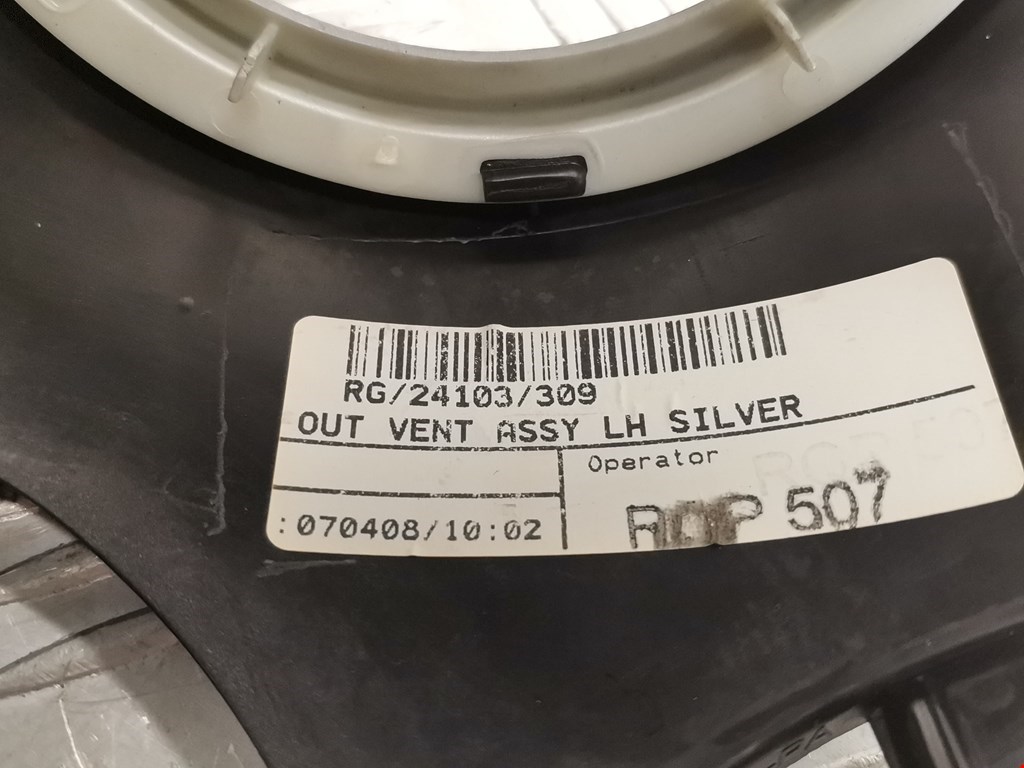 RG/24103/309
OUT VENT ASSY LH SILVER
Operator
:070408/10:02
507